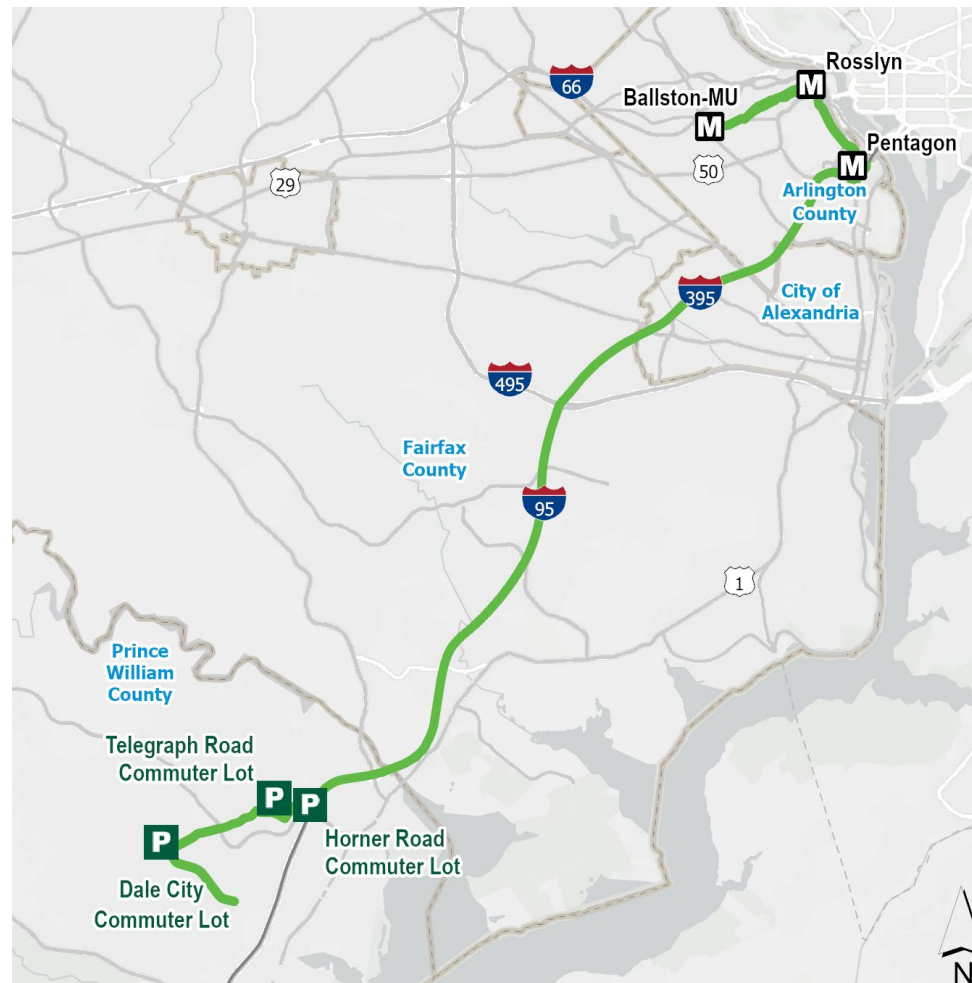 Rosslyn
66
Ballston-MU
M
M
Pentagon
M
50
29
Arlington
County
City of
Alexandria
395
495
Fairfax
County
95
1
Prince
William
County
Telegraph Road
Commuter Lot
P
P
Horner Road
Commuter Lot
P
Dale City
Commuter Lot
N